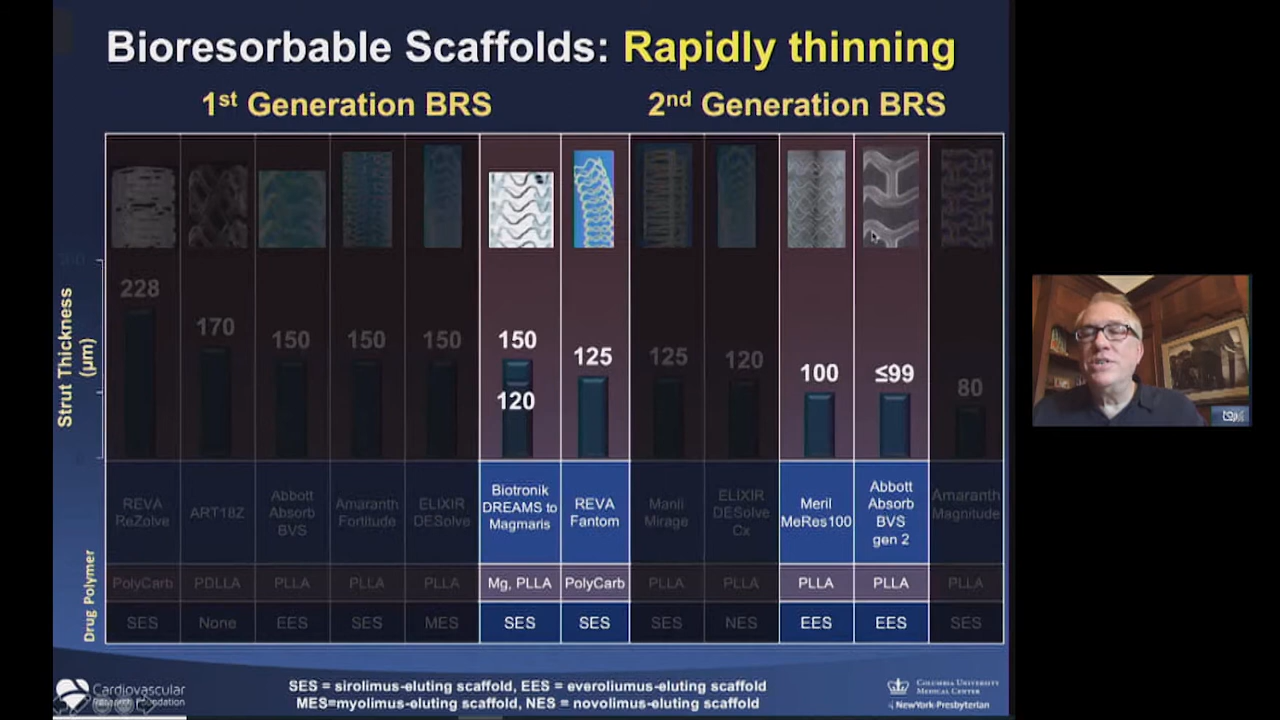 Bioresorbable Scaffolds: Rapidly thinning
1st Generation BRS
2nd Generation BRS
Strut Thickness
(μm)
228
170
150
150
150
150
120
125
125
120
100
≤99
80
REVA
ReZolve
ART18Z
Abbott
Absorb
BVS
Amaranth
Fortitude
ELIXIR
DESolve
Biotronik
DREAMS to
Magmaris
REVA
Fantom
Manli
Mirage
ELIXIR
DESolve
Cx
Meril
MeRes100
Abbott
Absorb
BVS
gen 2
Amaranth
Magnitude
Drug Polymer
PolyCarb
PDLLA
PLLA
PLLA
PLLA
Mg, PLLA
PolyCarb
PLLA
PLLA
PLLA
PLLA
PLLA
SES
None
EES
SES
MES
SES
SES
SES
NES
EES
EES
SES
SES = sirolimus-eluting scaffold, EES = everoliumus-eluting scaffold
MES=myolimus-eluting scaffold, NES = novolimus-eluting scaffold
Cardiovascular
Research Foundation
COLUMBIA UNIVERSITY
MEDICAL CENTER
NewYork-Presbyterian